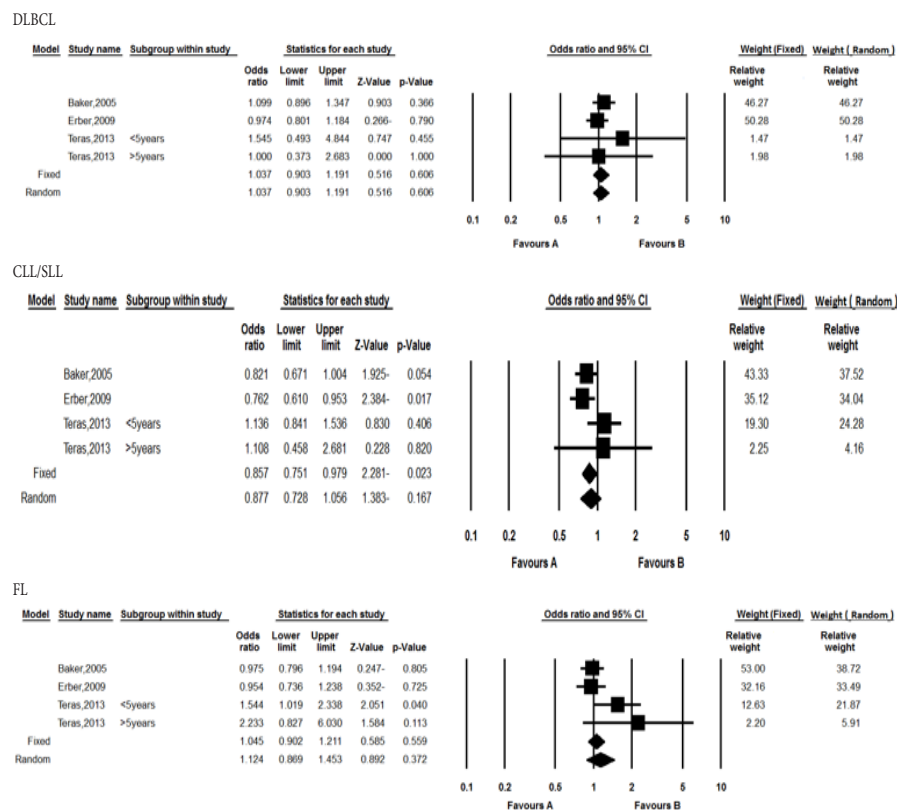 DLBCL
Model Study name Subgroup within study Statistics for each study Odds ratio and 95% CI Weight (Fixed) Weight ( Random )
Odds ratio Lower limit Upper limit Z-Value p-Value Relative weight Relative weight
Baker,2005 1.099 0.896 1.347 0.903 0.366 46.27 46.27
Erber,2009 0.974 0.801 1.184 0.266- 0.790 50.28 50.28
Teras,2013 <5years 1.545 0.493 4.844 0.747 0.455 1.47 1.47
Teras,2013 >5years 1.000 0.373 2.683 0.000 1.000 1.98 1.98
Fixed 1.037 0.903 1.191 0.516 0.606
Random 1.037 0.903 1.191 0.516 0.606
0.1 0.2 0.5 1 2 5 10
Favours A Favours B
CLL/SLL
Model Study name Subgroup within study Statistics for each study Odds ratio and 95% CI Weight (Fixed) Weight ( Random )
Odds ratio Lower limit Upper limit Z-Value p-Value Relative weight Relative weight
Baker,2005 0.821 0.671 1.004 1.925- 0.054 43.33 37.52
Erber,2009 0.762 0.610 0.953 2.384- 0.017 35.12 34.04
Teras,2013 <5years 1.136 0.841 1.536 0.830 0.406 19.30 24.28
Teras,2013 >5years 1.108 0.458 2.681 0.228 0.820 2.25 4.16
Fixed 0.857 0.751 0.979 2.281- 0.023
Random 0.877 0.728 1.056 1.383- 0.167
0.1 0.2 0.5 1 2 5 10
Favours A Favours B
FL
Model Study name Subgroup within study Statistics for each study Odds ratio and 95% CI Weight (Fixed) Weight ( Random )
Odds ratio Lower limit Upper limit Z-Value p-Value Relative weight Relative weight
Baker,2005 0.975 0.796 1.194 0.247- 0.805 53.00 38.72
Erber,2009 0.954 0.736 1.238 0.352- 0.725 32.16 33.49
Teras,2013 <5years 1.544 1.019 2.338 2.051 0.040 12.63 21.87
Teras,2013 >5years 2.233 0.827 6.030 1.584 0.113 2.20 5.91
Fixed 1.045 0.902 1.211 0.585 0.559
Random 1.124 0.869 1.453 0.892 0.372
0.1 0.2 0.5 1 2 5 10
Favours A Favours B